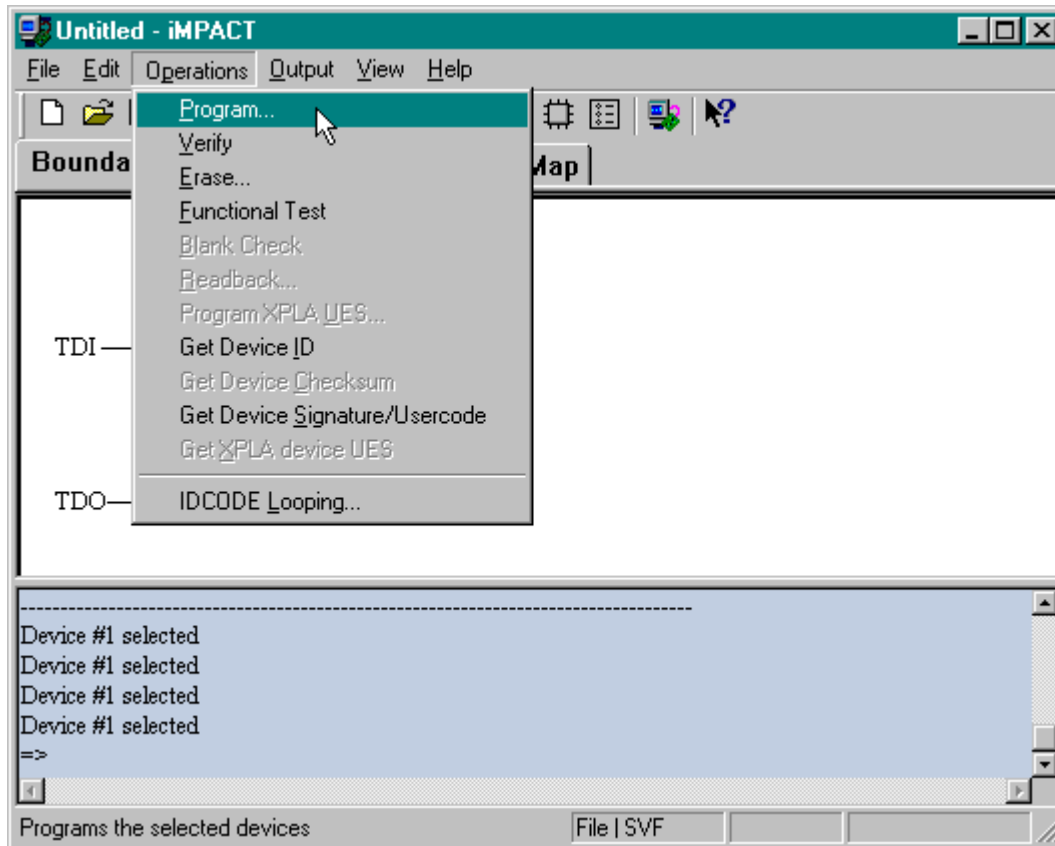 Untitled - iMPACT
File Edit Operations Output View Help
Program...
Verify
Bounda Map
Erase...
Functional Test
Blank Check
Readback...
Program XPLA UES...
TDI Get Device ID
Get Device Checksum
Get Device Signature/Usercode
Get XPLA device UES
TDO IDCODE Looping...
--------------------------------------------------------------------------------
Device #1 selected
Device #1 selected
Device #1 selected
Device #1 selected
=>
Programs the selected devices File | SVF